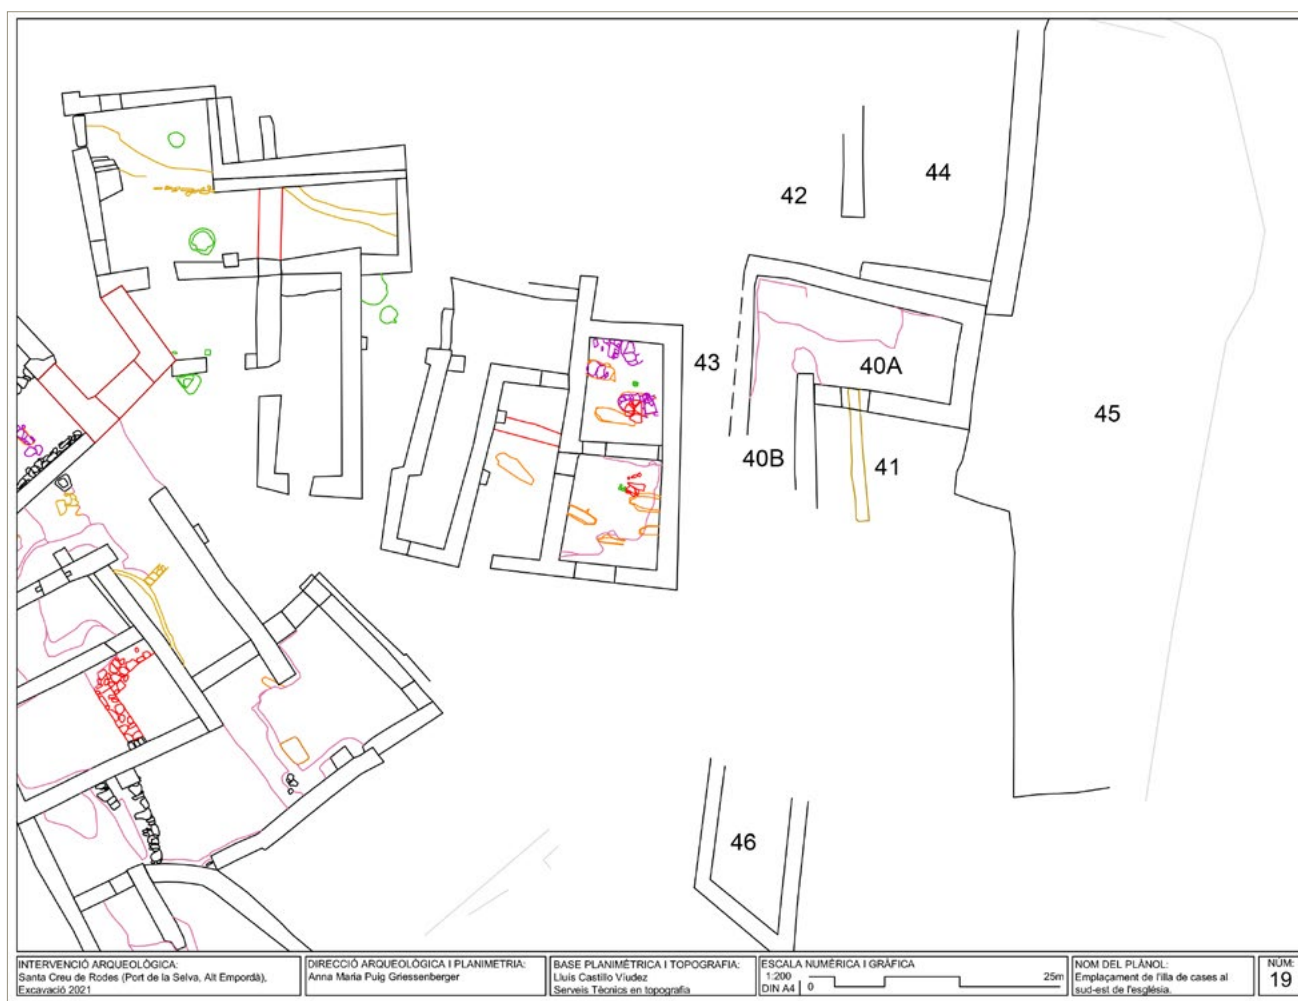 44
42
43
40A
45
40B
41
46
INTERVENCIÓ ARQUEOLÒGICA:
Santa Creu de Rodes (Port de la Selva, Alt Empordà),
Excavació 2021
DIRECCIÓ ARQUEOLÒGICA I PLANIMETRIA:
Anna Maria Puig Griessenberger
BASE PLANIMÈTRICA I TOPOGRAFIA:
Lluís Castillo Viudez
Serveis Tècnics en topografia
ESCALA NUMÈRICA I GRÀFICA
1:200
DIN A4 0 25m
NOM DEL PLÀNOL:
Emplaçament de l'illa de cases al
sud-est de l'església.
NÚM:
19